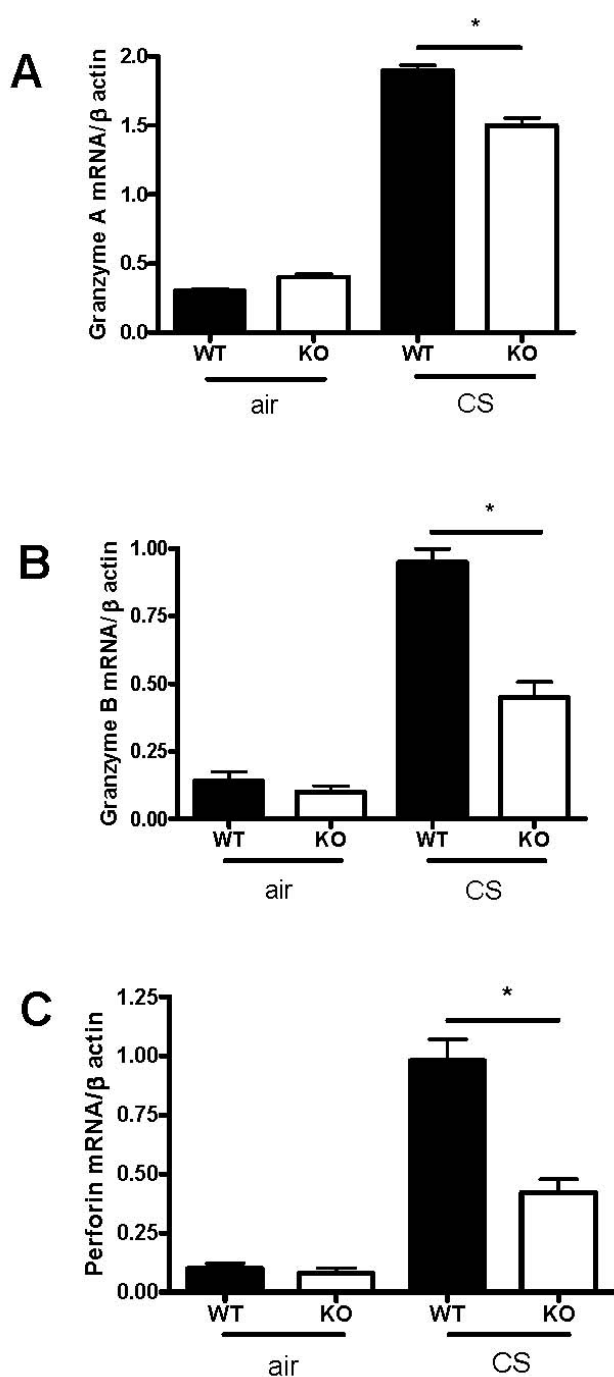 A
Granzyme A mRNA/β actin
*
2.0
1.5
1.0
0.5
0.0
WT KO WT KO
air CS
B
Granzyme B mRNA/β actin
*
1.00
0.75
0.50
0.25
0.00
WT KO WT KO
air CS
C
Perforin mRNA/β actin
*
1.25
1.00
0.75
0.50
0.25
0.00
WT KO WT KO
air CS